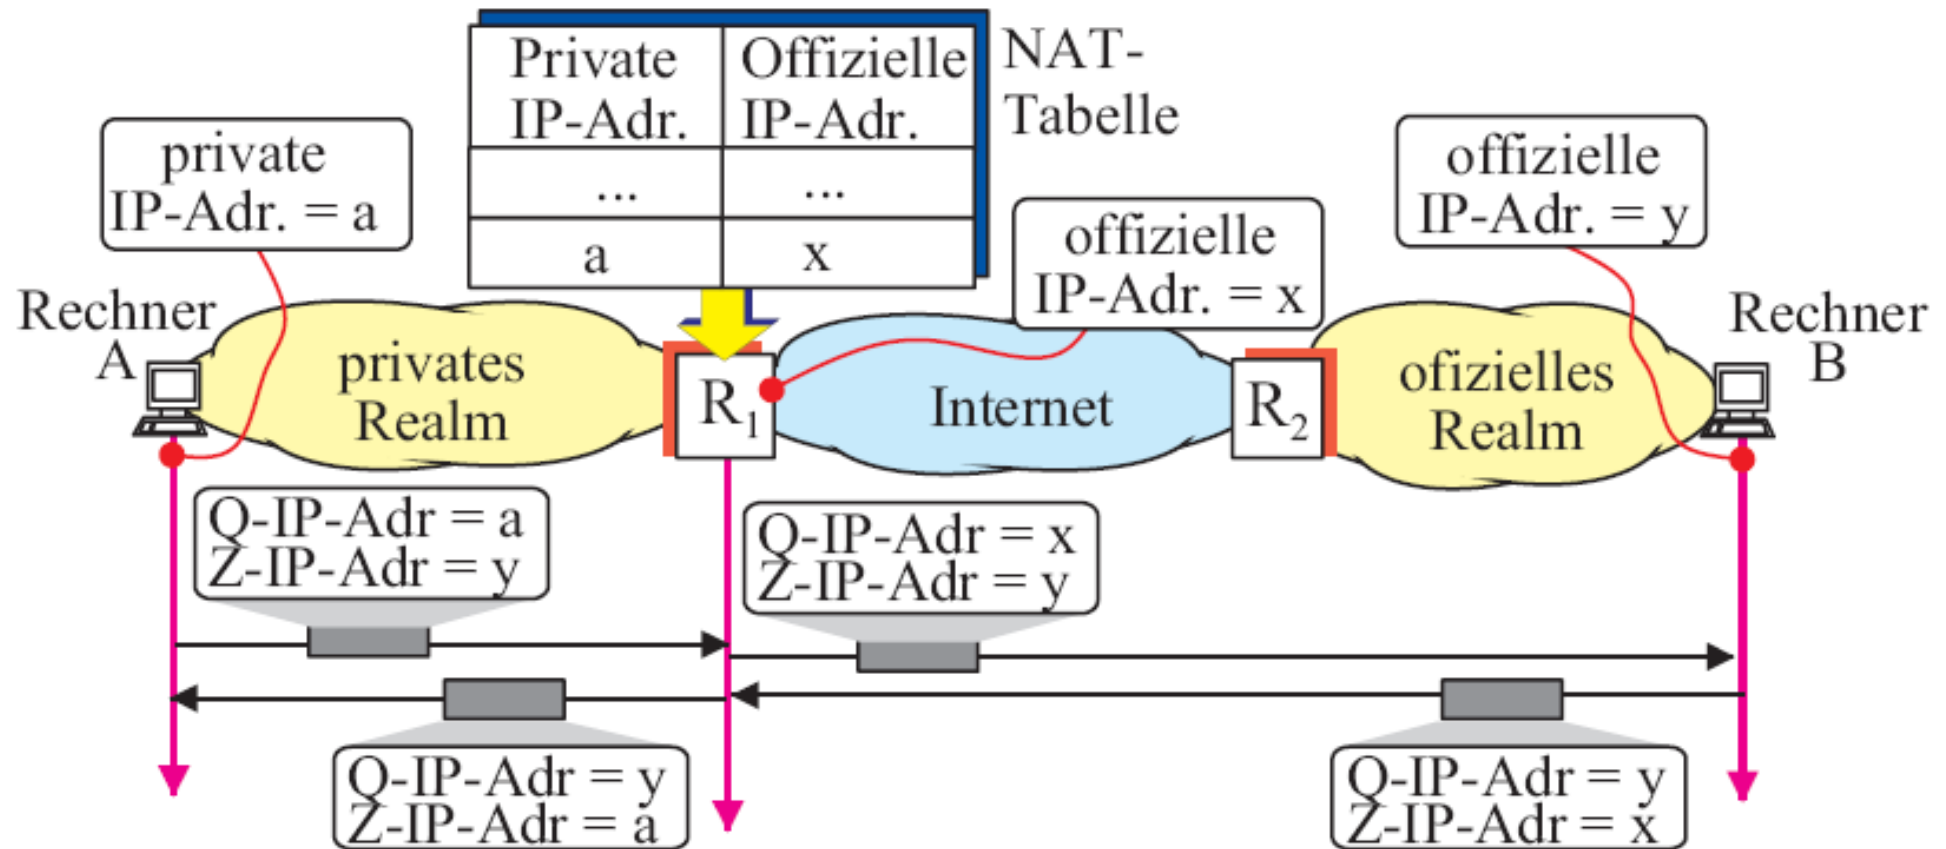 Private
IP-Adr.
Offizielle
IP-Adr.
...
...
a
x
NAT-
Tabelle
private
IP-Adr. = a
offizielle
IP-Adr. = x
offizielle
IP-Adr. = y
Rechner
A
privates
Realm
R1
Internet
R2
ofizielles
Realm
Rechner
B
Q-IP-Adr = a
Z-IP-Adr = y
Q-IP-Adr = x
Z-IP-Adr = y
Q-IP-Adr = y
Z-IP-Adr = a
Q-IP-Adr = y
Z-IP-Adr = x